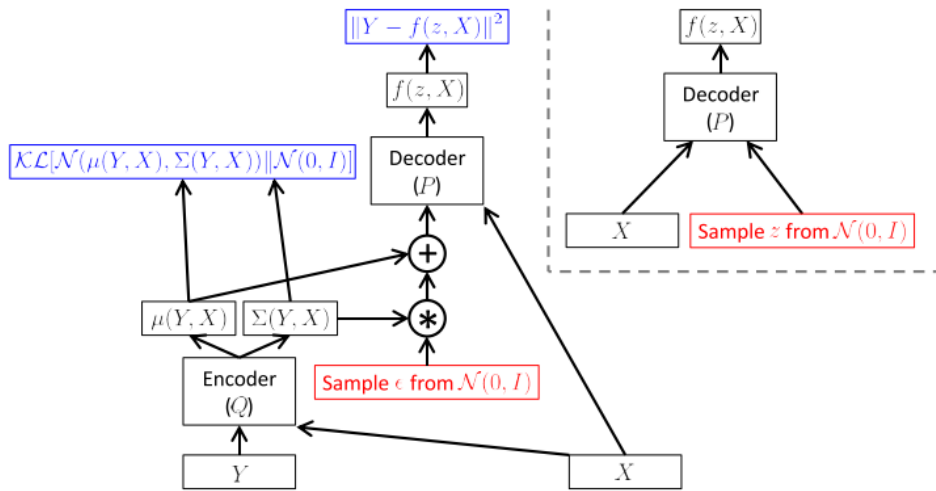 ‖Y − f(z, X)‖²
f(z, X)
Decoder
(P)
𝒦ℒ[𝒩(μ(Y, X), Σ(Y, X))‖𝒩(0, I)]
+
μ(Y, X)
Σ(Y, X)
*
Encoder
(Q)
Sample ϵ from 𝒩(0, I)
Y
X
f(z, X)
Decoder
(P)
X
Sample z from 𝒩(0, I)